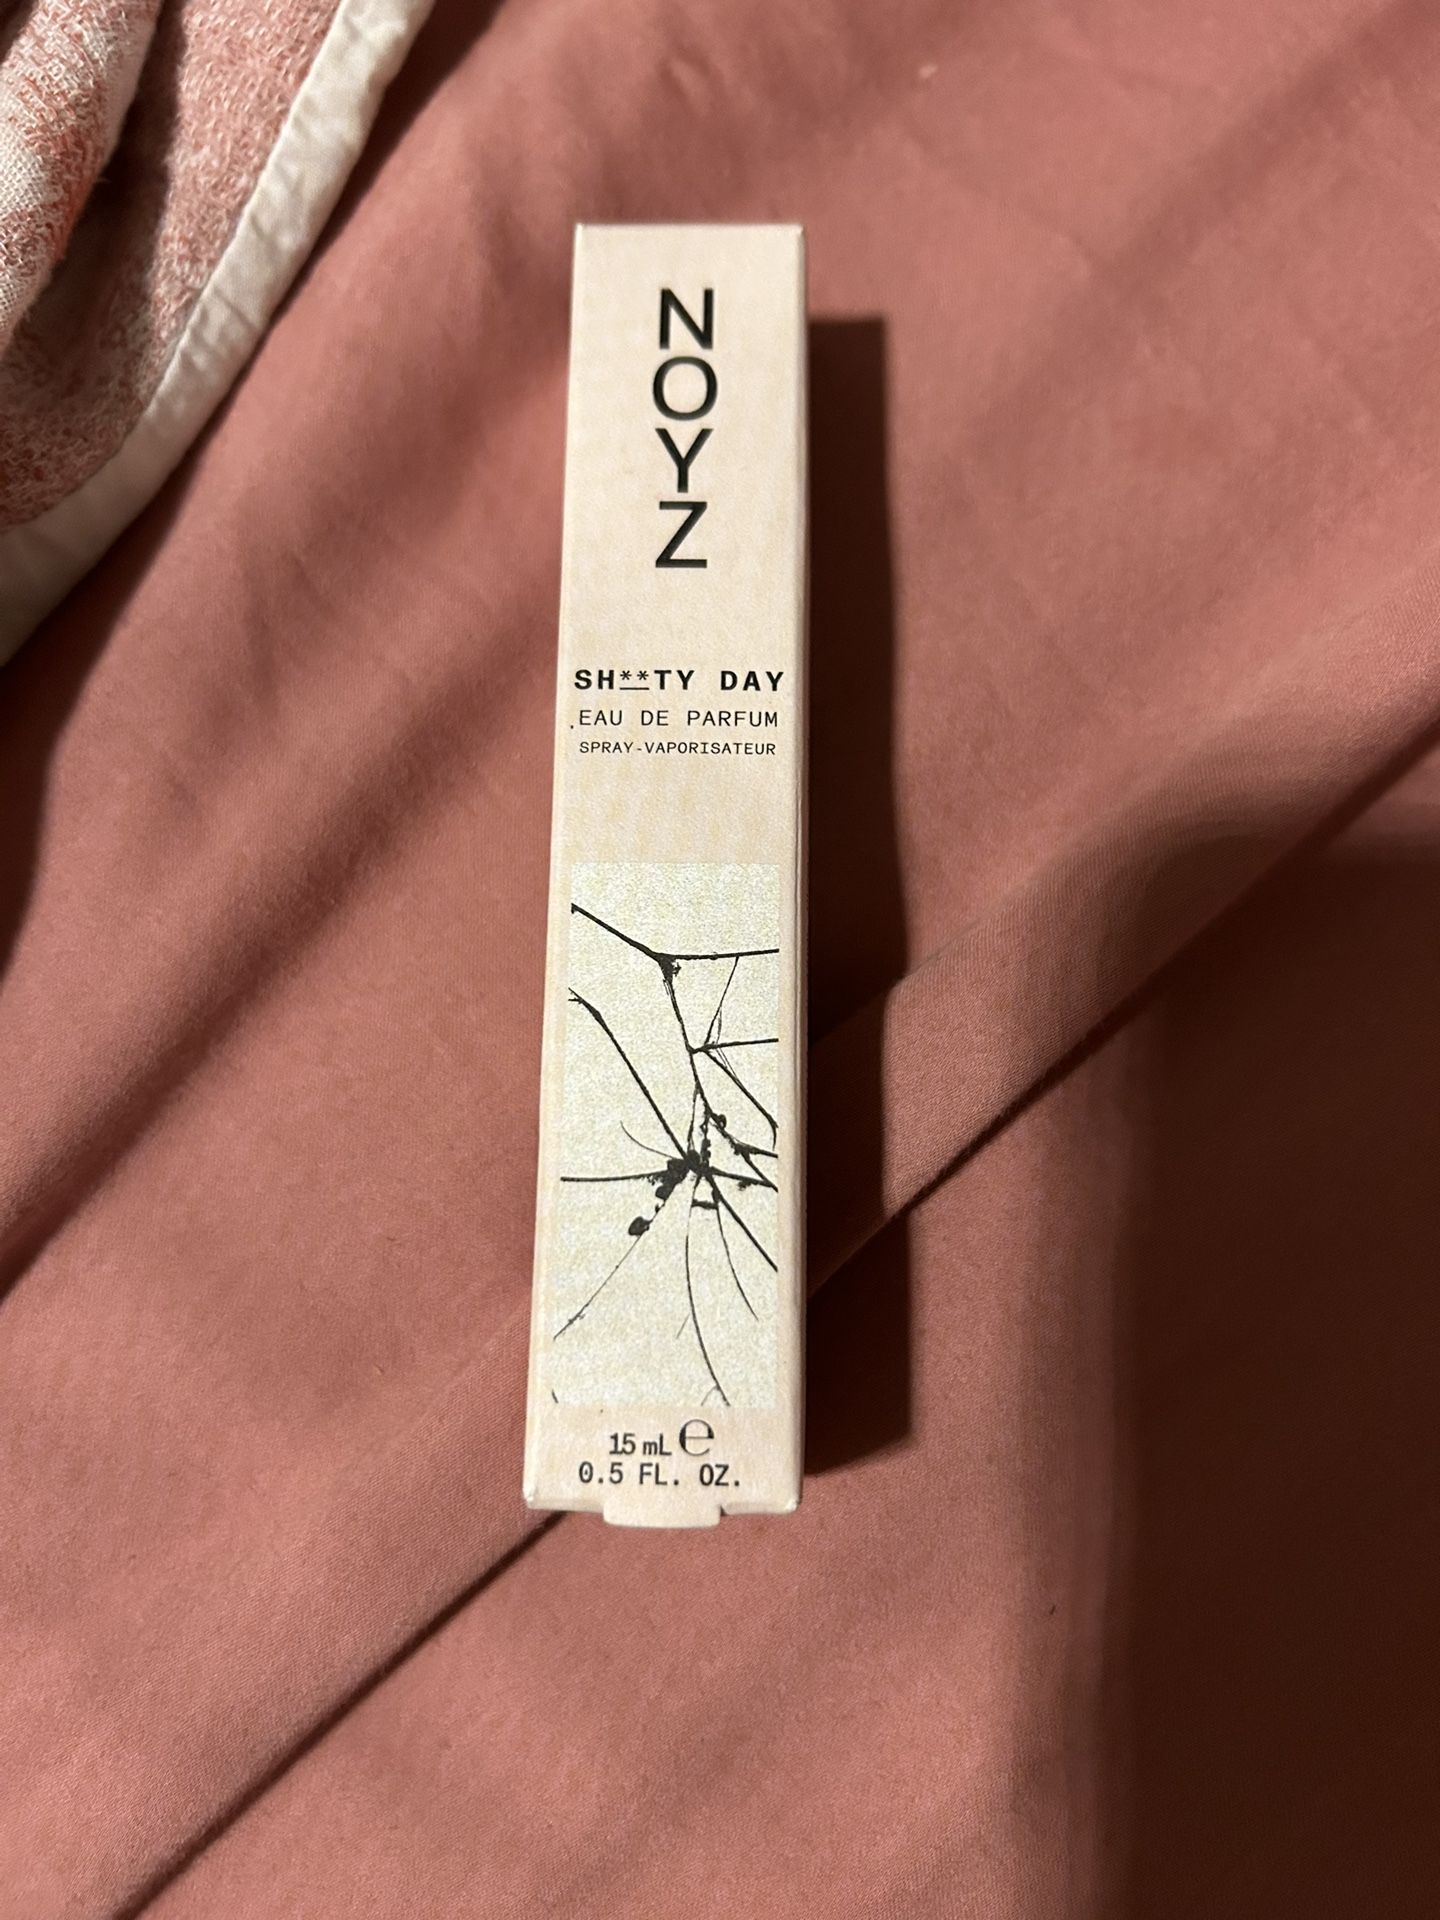 NOYZ
SH**TY DAY
EAU DE PARFUM
SPRAY-VAPORISATEUR
15 mL ℮
0.5 FL. OZ.